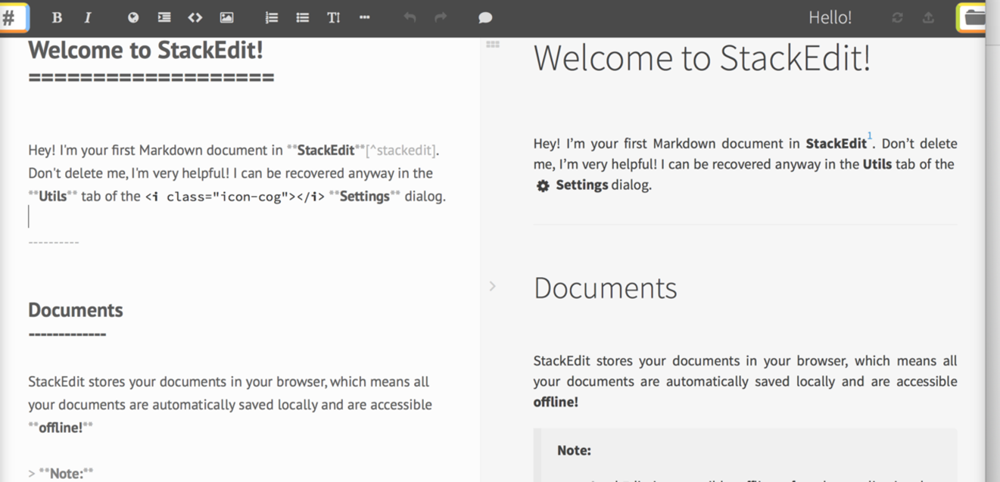 # B I T! Hello!
Welcome to StackEdit!
===================
Hey! I'm your first Markdown document in **StackEdit**[^stackedit].
Don't delete me, I'm very helpful! I can be recovered anyway in the
**Utils** tab of the <i class="icon-cog"></i> **Settings** dialog.
----------
Documents
-------------
StackEdit stores your documents in your browser, which means all
your documents are automatically saved locally and are accessible
**offline!**
> **Note:**
Welcome to StackEdit!
Hey! I’m your first Markdown document in StackEdit1. Don’t delete
me, I’m very helpful! I can be recovered anyway in the Utils tab of the
Settings dialog.
Documents
StackEdit stores your documents in your browser, which means all
your documents are automatically saved locally and are accessible
offline!
Note: